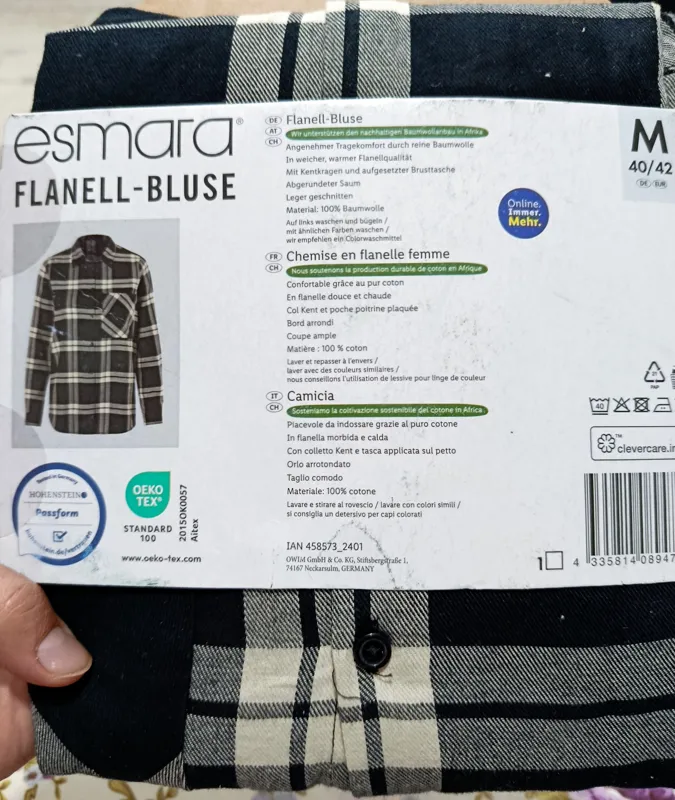 esmara®
FLANELL-BLUSE
DE
AT
CH
Flanell-Bluse
Wir unterstützen den nachhaltigen Baumwollanbau in Afrika
Angenehmer Tragekomfort durch reine Baumwolle
In weicher, warmer Flanellqualität
Mit Kentkragen und aufgesetzter Brusttasche
Abgerundeter Saum
Leger geschnitten
Material: 100% Baumwolle
Auf links waschen und bügeln /
mit ähnlichen Farben waschen /
wir empfehlen ein Colorwaschmittel
FR
CH
Chemise en flanelle femme
Nous soutenons la production durable de coton en Afrique
Confortable grâce au pur coton
En flanelle douce et chaude
Col Kent et poche poitrine plaquée
Bord arrondi
Coupe ample
Matière : 100 % coton
Laver et repasser à l'envers /
laver avec des couleurs similaires /
nous conseillons l'utilisation de lessive pour linge de couleur
IT
CH
Camicia
Sosteniamo la coltivazione sostenibile del cotone in Africa
Piacevole da indossare grazie al puro cotone
In flanella morbida e calda
Con colletto Kent e tasca applicata sul petto
Orlo arrotondato
Taglio comodo
Materiale: 100% cotone
Lavare e stirare al rovescio / lavare con colori simili /
si consiglia un detersivo per capi colorati
IAN 458573_2401
OWIM GmbH & Co. KG, Stiftsbergstraße 1,
74167 Neckarsulm, GERMANY
M
40/42
DE EUR
Online.
Immer.
Mehr.
21
PAP
40
clevercare.in
1
4 335814 08947
Tested in Germany
HOHENSTEIN
Passform
OEKO
TEX®
STANDARD
100
2015OK0057
Aitex
www.oeko-tex.com